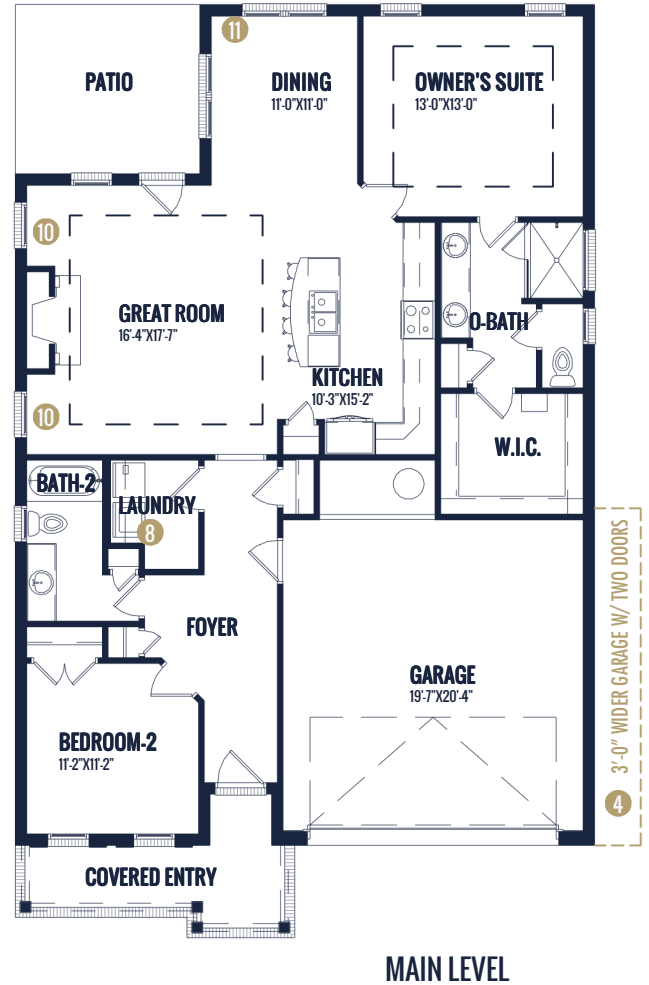 11
PATIO
DINING
11'-0"X11'-0"
OWNER'S SUITE
13'-0"X13'-0"
10
GREAT ROOM
16'-4"X17'-7"
O-BATH
KITCHEN
10'-3"X15'-2"
10
W.I.C.
BATH-2
LAUNDRY
8
3'-0" WIDER GARAGE W/ TWO DOORS
4
FOYER
GARAGE
19'-7"X20'-4"
BEDROOM-2
11'-2"X11'-2"
COVERED ENTRY
MAIN LEVEL